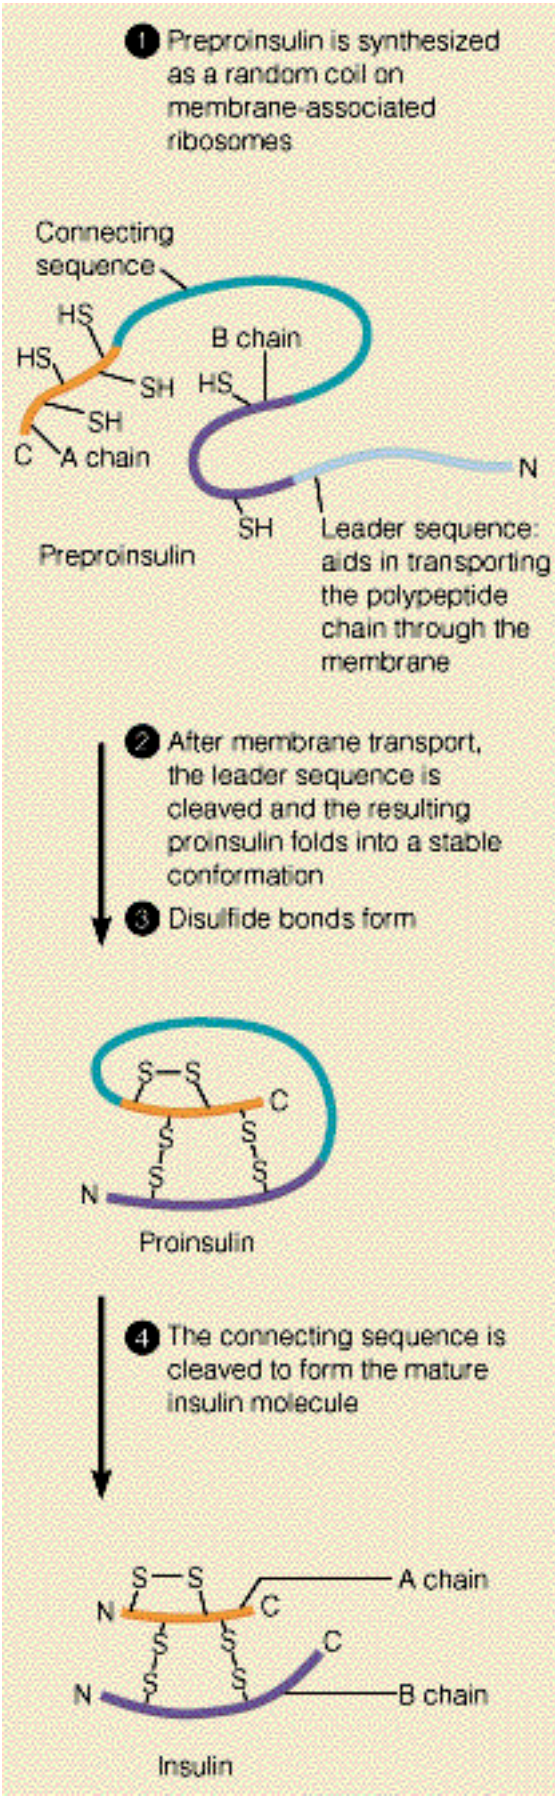 1 Preproinsulin is synthesized
as a random coil on
membrane-associated
ribosomes
Connecting
sequence
HS
HS
SH
SH
C
A chain
B chain
HS
SH
N
Preproinsulin
Leader sequence:
aids in transporting
the polypeptide
chain through the
membrane
2 After membrane transport,
the leader sequence is
cleaved and the resulting
proinsulin folds into a stable
conformation
3 Disulfide bonds form
S—S
C
S
S
S
S
N
Proinsulin
4 The connecting sequence is
cleaved to form the mature
insulin molecule
S—S
A chain
N
C
S
S
C
S
S
N
B chain
Insulin